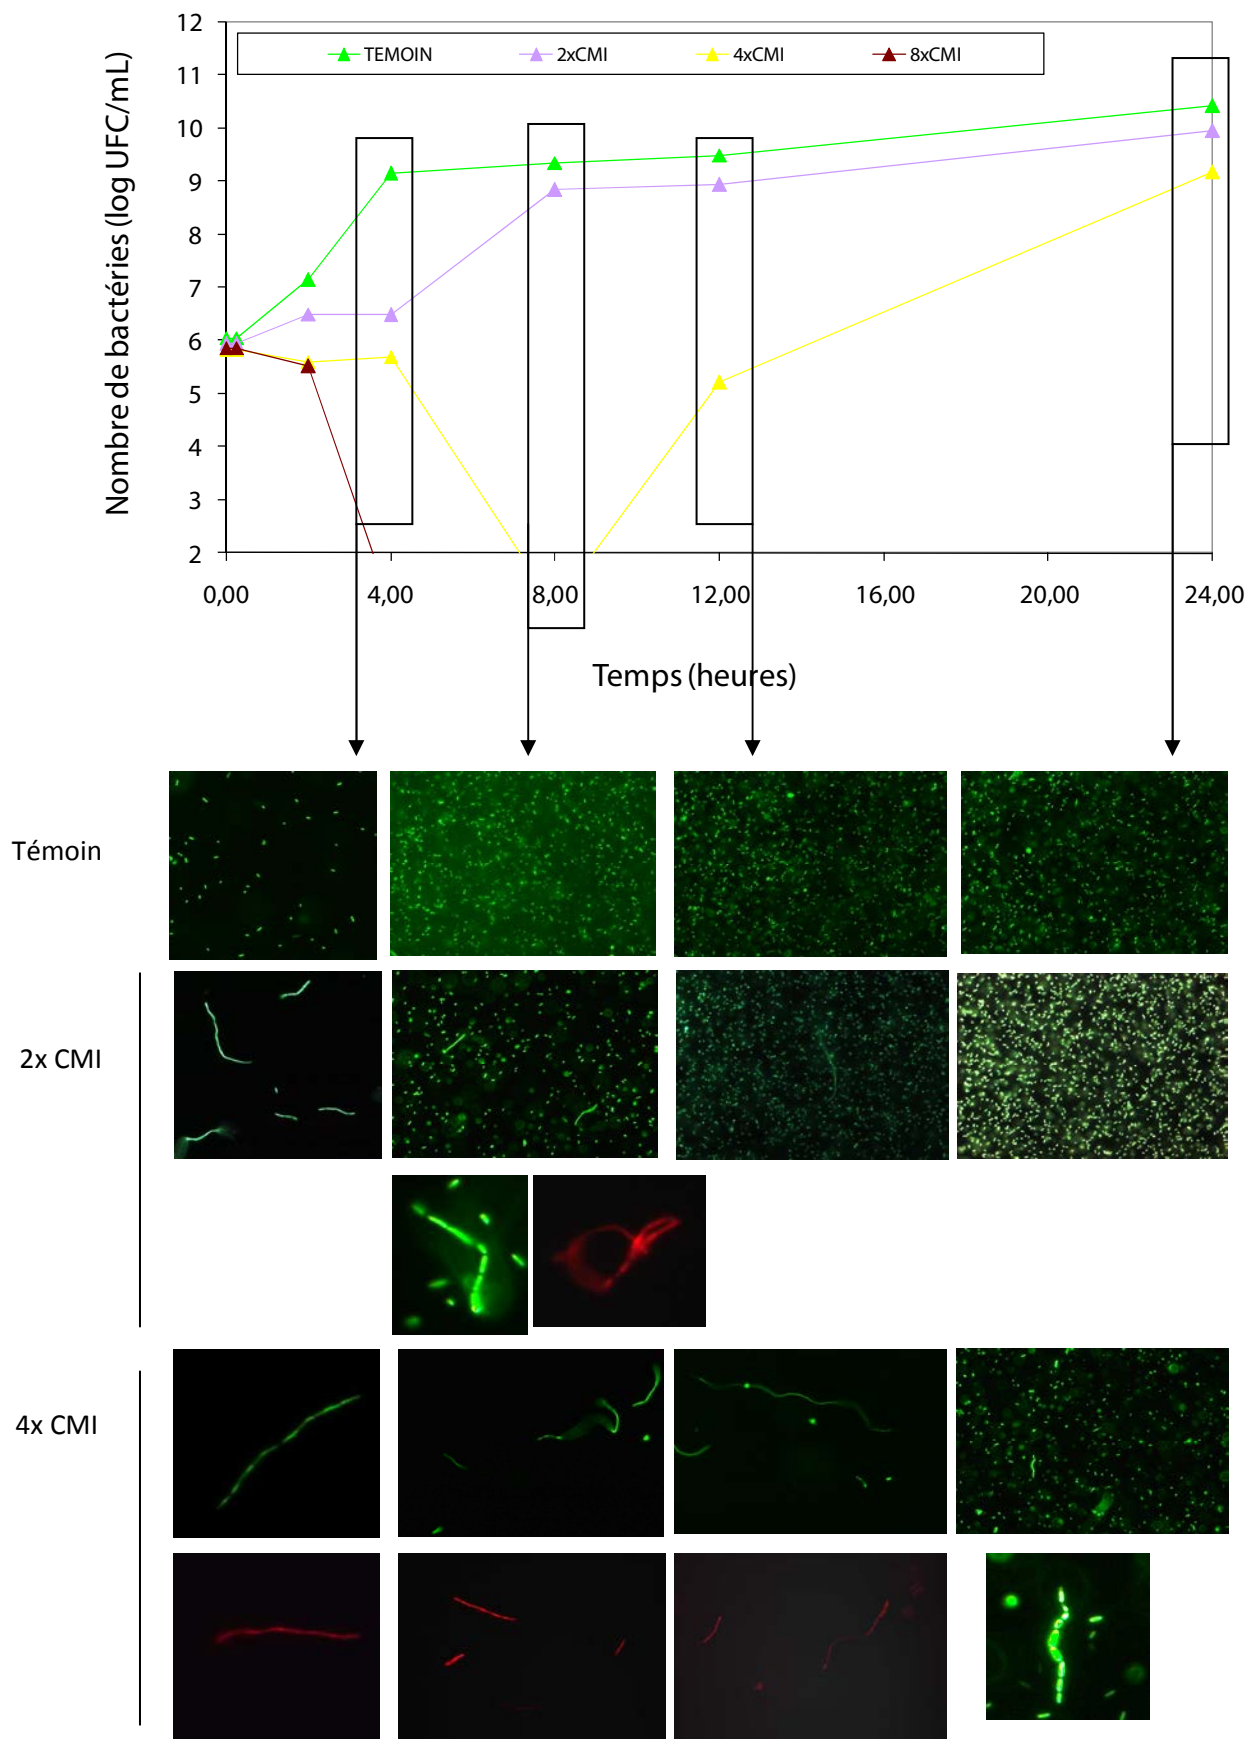 12
11
10
9
8
7
6
5
4
3
2
Nombre de bactéries (log UFC/mL)
TEMOIN 2xCMI 4xCMI 8xCMI
0,00 4,00 8,00 12,00 16,00 20,00 24,00
Temps (heures)
Témoin
2x CMI
4x CMI